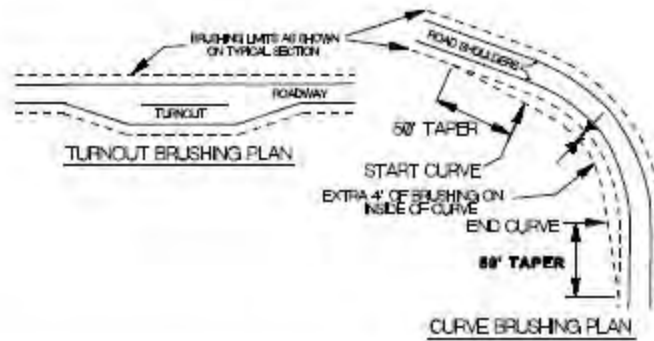 BRUSHING LIMITS AS SHOWN
ON TYPICAL SECTION
ROAD SHOULDERS
ROADWAY
TURNOUT
TURNOUT BRUSHING PLAN
50' TAPER
START CURVE
EXTRA 4' OF BRUSHING ON
INSIDE OF CURVE
END CURVE
50' TAPER
CURVE BRUSHING PLAN